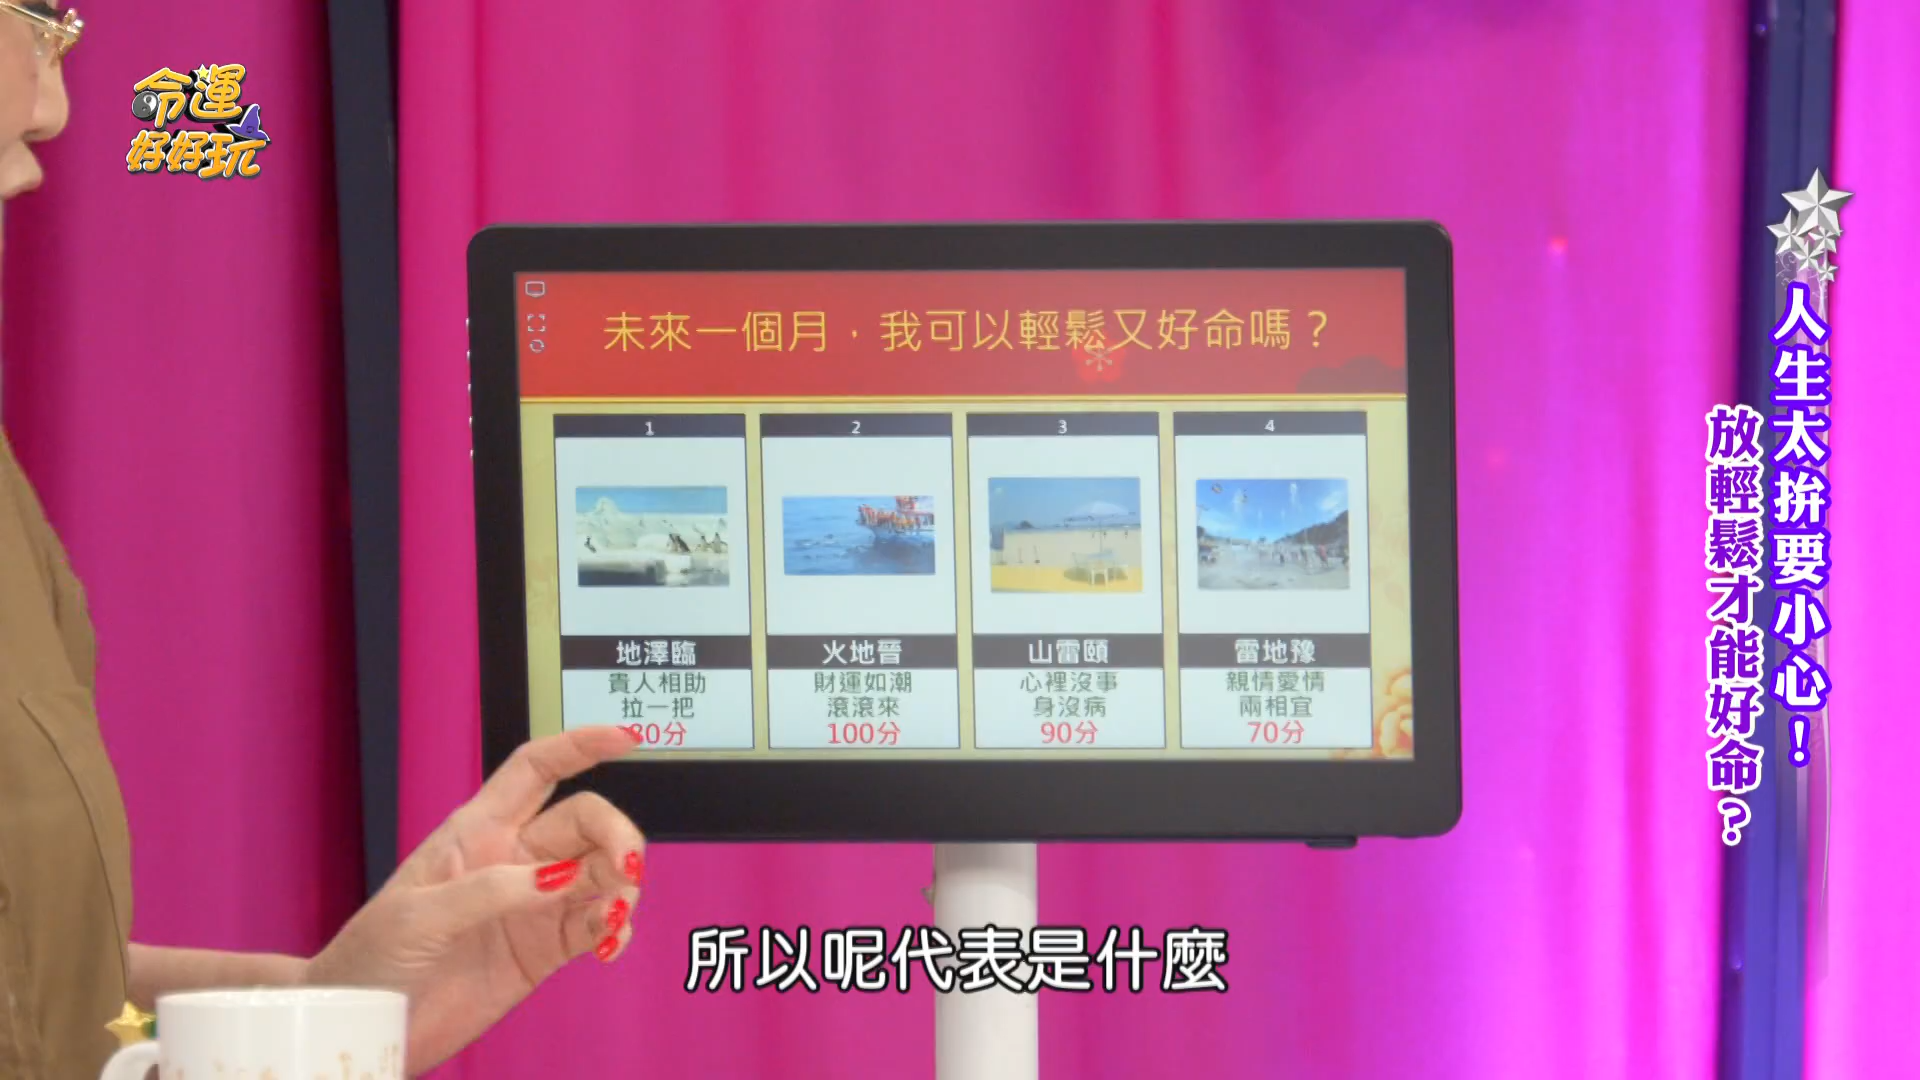 命運
好好玩
未來一個月，我可以輕鬆又好命嗎？
1
2
3
4
地澤臨
火地晉
山雷頤
雷地豫
貴人相助
拉一把
80分
財運如潮
滾滾來
100分
心裡沒事
身沒病
90分
親情愛情
兩相宜
70分
人生太拚要小心！
放輕鬆才能好命？
所以呢代表是什麼